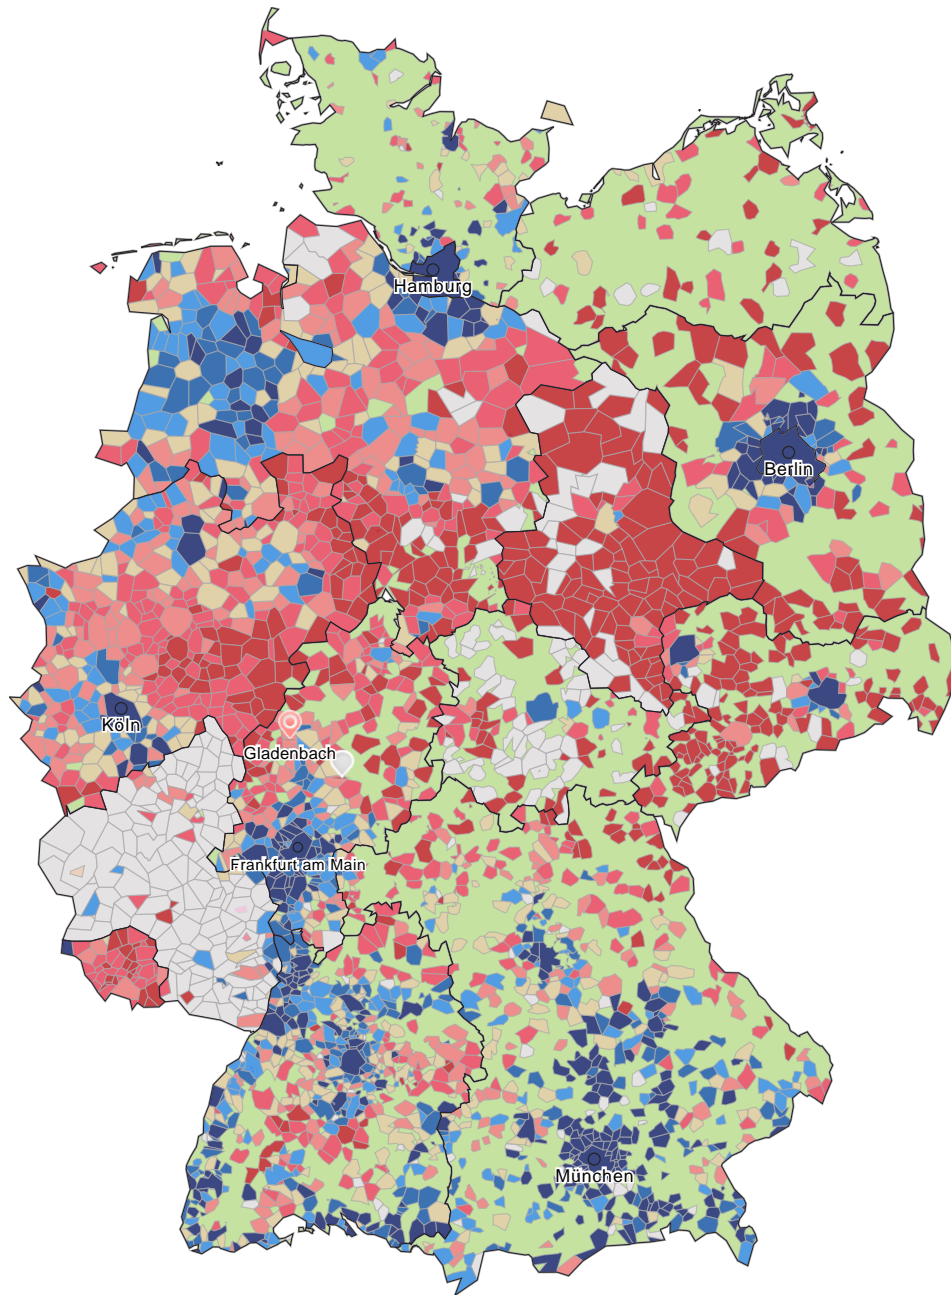 Hamburg
Berlin
Köln
Gladenbach
Frankfurt am Main
München